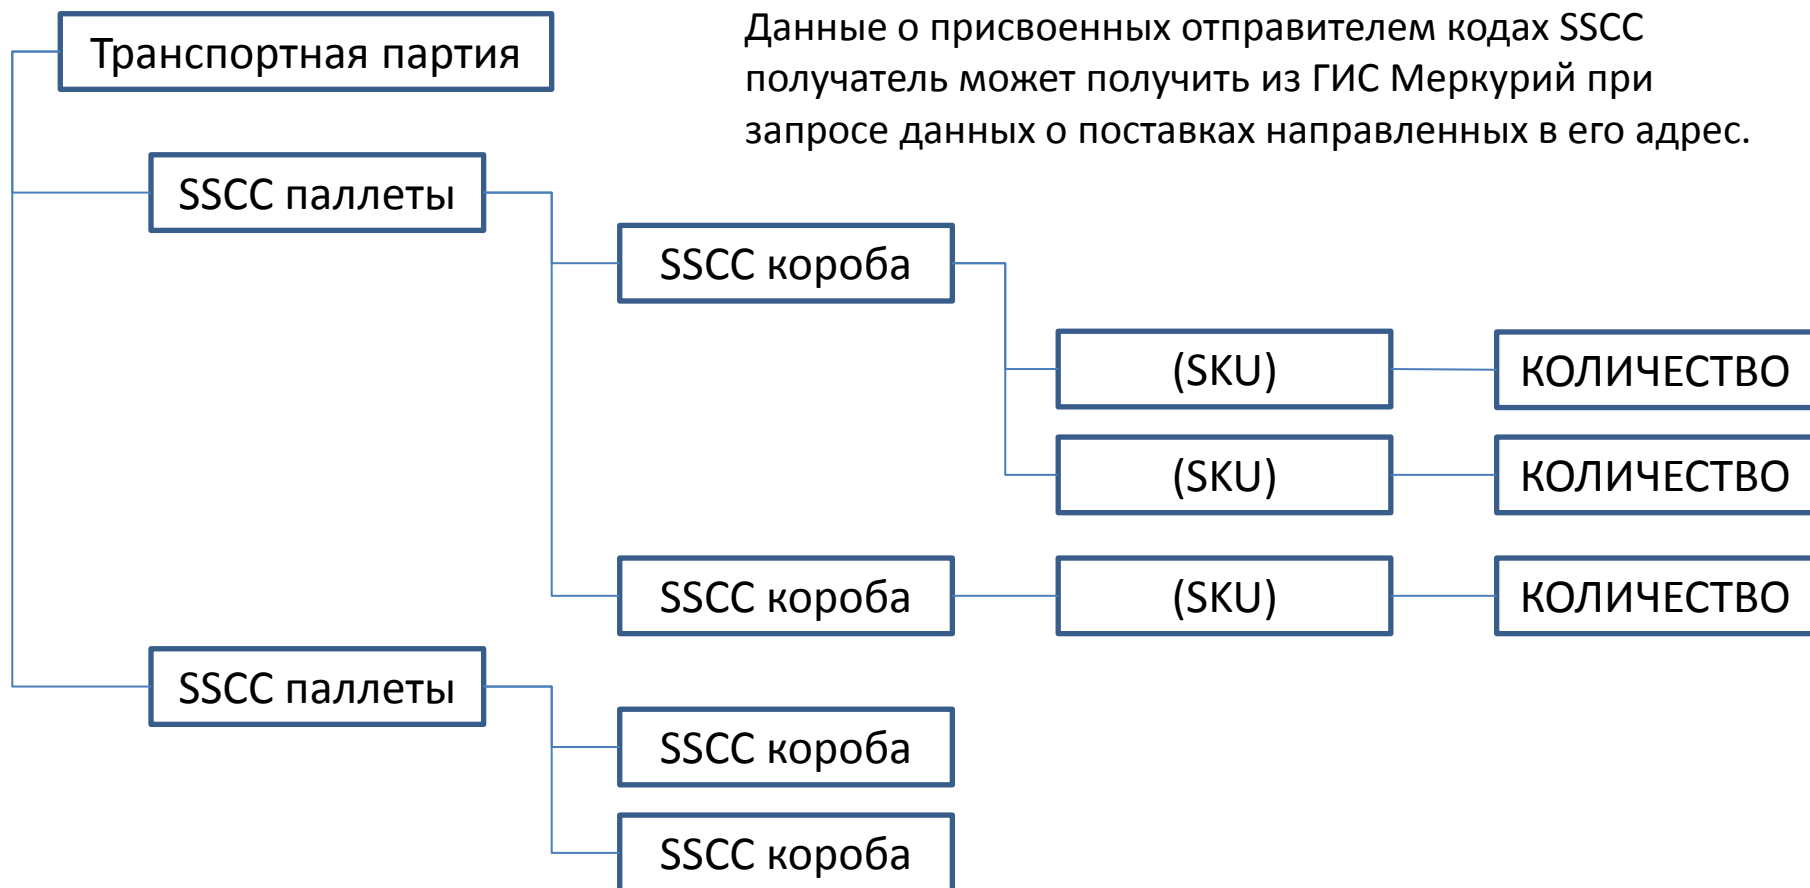 Транспортная партия
Данные о присвоенных отправителем кодах SSCC
получатель может получить из ГИС Меркурий при
запросе данных о поставках направленных в его адрес.
SSCC паллеты
SSCC короба
(SKU)
КОЛИЧЕСТВО
(SKU)
КОЛИЧЕСТВО
SSCC короба
(SKU)
КОЛИЧЕСТВО
SSCC паллеты
SSCC короба
SSCC короба